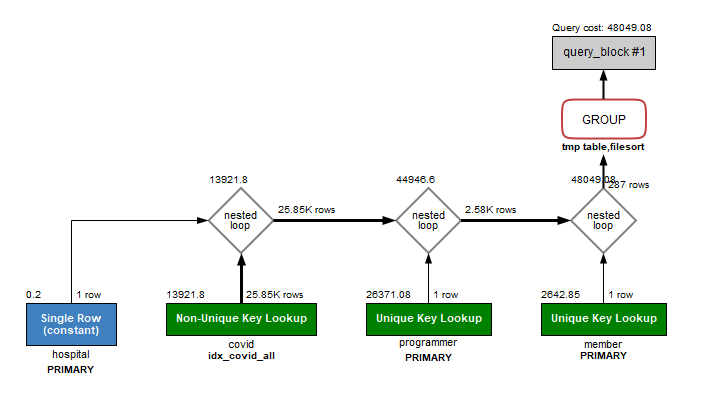 Query cost: 48049.08
query_block #1
GROUP
tmp table,filesort
13921.8
44946.6
48049.08
287 rows
nested
loop
25.85K rows
nested
loop
2.58K rows
nested
loop
0.2
1 row
13921.8
25.85K rows
26371.08
1 row
2642.85
1 row
Single Row
(constant)
Non-Unique Key Lookup
Unique Key Lookup
Unique Key Lookup
hospital
PRIMARY
covid
idx_covid_all
programmer
PRIMARY
member
PRIMARY